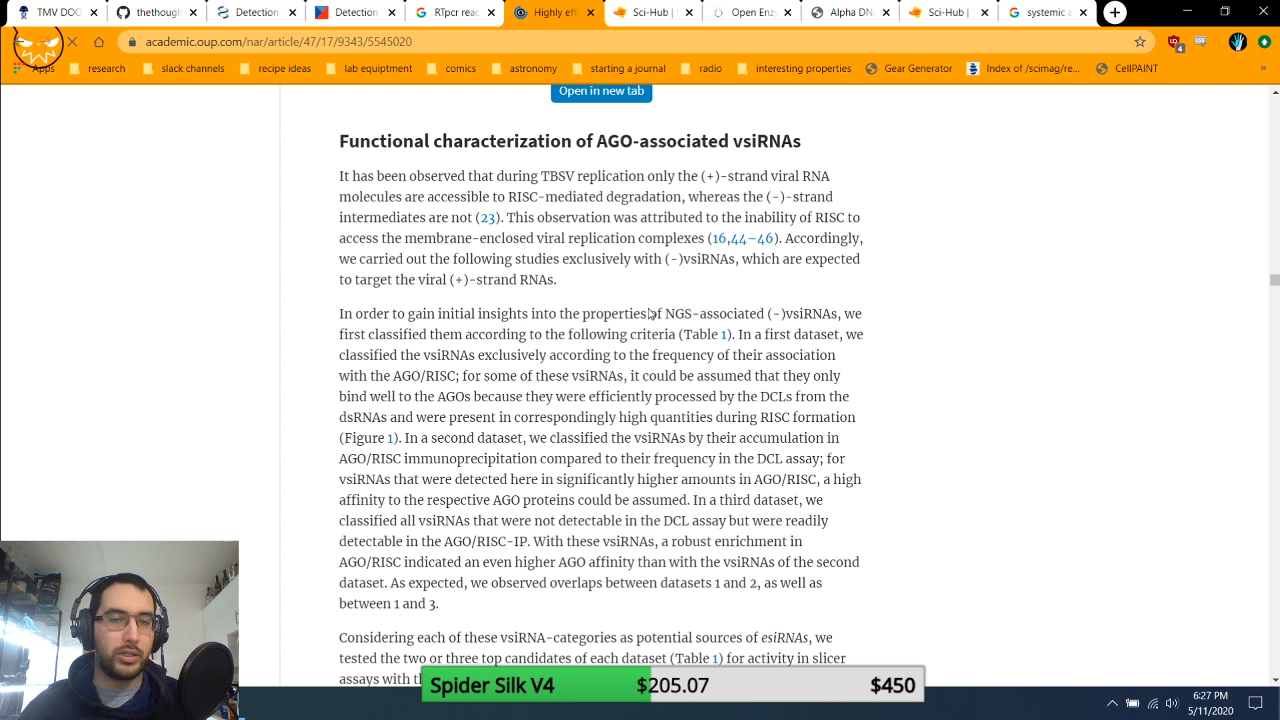 TMV DOO
thethough
Detection
Detection
RTpcr reac
Highly eff
Sci-Hub |
Open Enz
Alpha DN
Sci-Hub |
systemic a
academic.oup.com/nar/article/47/17/9343/5545020
4
Apps
research
slack channels
recipe ideas
lab equiptment
comics
astronomy
starting a journal
radio
interesting properties
Gear Generator
Index of /scimag/re...
CellPAINT
»
Open in new tab
Functional characterization of AGO-associated vsiRNAs
It has been observed that during TBSV replication only the (+)-strand viral RNA
molecules are accessible to RISC-mediated degradation, whereas the (-)-strand
intermediates are not (23). This observation was attributed to the inability of RISC to
access the membrane-enclosed viral replication complexes (16,44–46). Accordingly,
we carried out the following studies exclusively with (-)vsiRNAs, which are expected
to target the viral (+)-strand RNAs.
In order to gain initial insights into the properties of NGS-associated (-)vsiRNAs, we
first classified them according to the following criteria (Table 1). In a first dataset, we
classified the vsiRNAs exclusively according to the frequency of their association
with the AGO/RISC; for some of these vsiRNAs, it could be assumed that they only
bind well to the AGOs because they were efficiently processed by the DCLs from the
dsRNAs and were present in correspondingly high quantities during RISC formation
(Figure 1). In a second dataset, we classified the vsiRNAs by their accumulation in
AGO/RISC immunoprecipitation compared to their frequency in the DCL assay; for
vsiRNAs that were detected here in significantly higher amounts in AGO/RISC, a high
affinity to the respective AGO proteins could be assumed. In a third dataset, we
classified all vsiRNAs that were not detectable in the DCL assay but were readily
detectable in the AGO/RISC-IP. With these vsiRNAs, a robust enrichment in
AGO/RISC indicated an even higher AGO affinity than with the vsiRNAs of the second
dataset. As expected, we observed overlaps between datasets 1 and 2, as well as
between 1 and 3.
Considering each of these vsiRNA-categories as potential sources of esiRNAs, we
tested the two or three top candidates of each dataset (Table 1) for activity in slicer
assays with th
Spider Silk V4 $205.07 $450
6:27 PM
5/11/2020